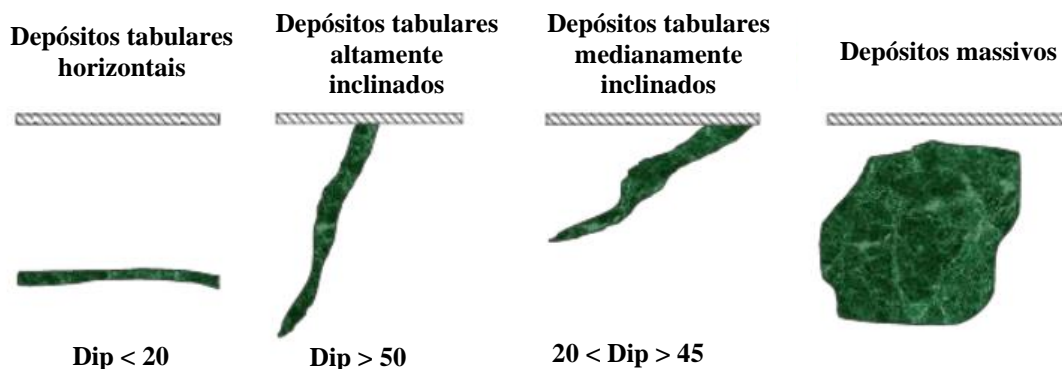 Depósitos tabulares
horizontais
Depósitos tabulares
altamente
inclinados
Depósitos tabulares
medianamente
inclinados
Depósitos massivos
Dip < 20
Dip > 50
20 < Dip > 45